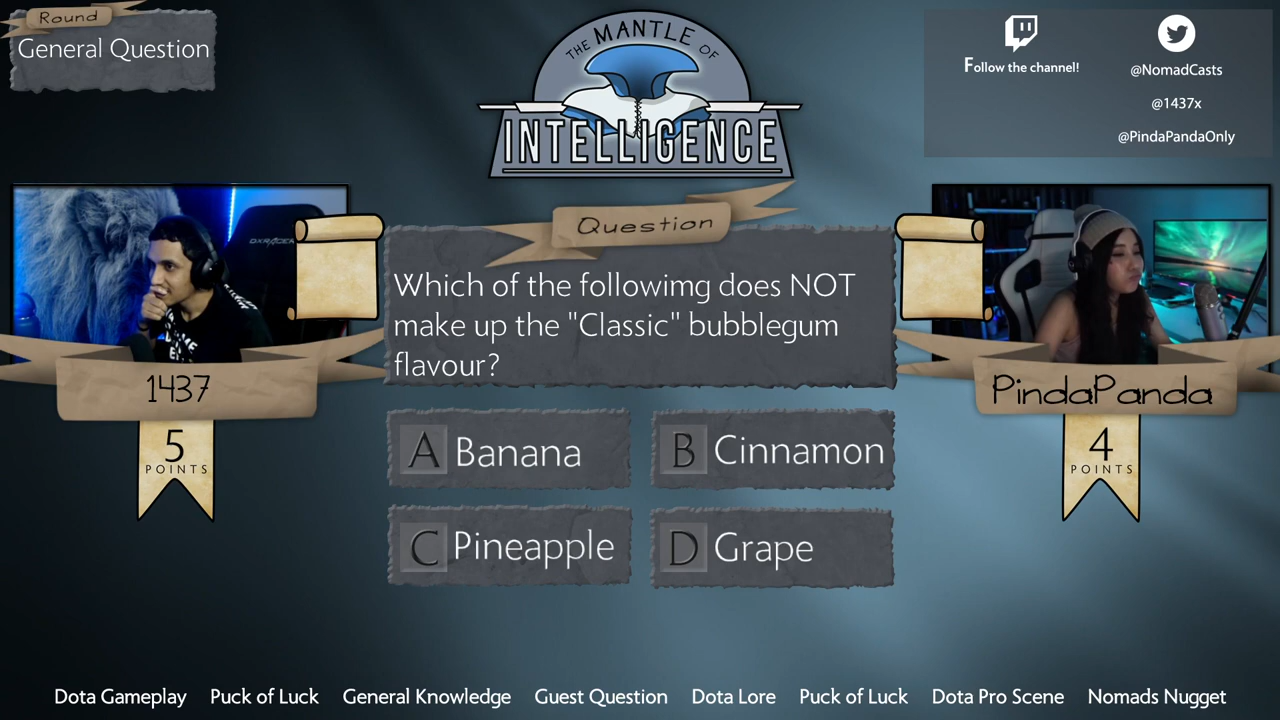 Round
General Question
THE MANTLE OF
INTELLIGENCE
Follow the channel!
@NomadCasts
@1437x
@PindaPandaOnly
Question
Which of the followimg does NOT
make up the "Classic" bubblegum
flavour?
A Banana
B Cinnamon
C Pineapple
D Grape
1437
5
POINTS
PindaPanda
4
POINTS
Dota Gameplay Puck of Luck General Knowledge Guest Question Dota Lore Puck of Luck Dota Pro Scene Nomads Nugget